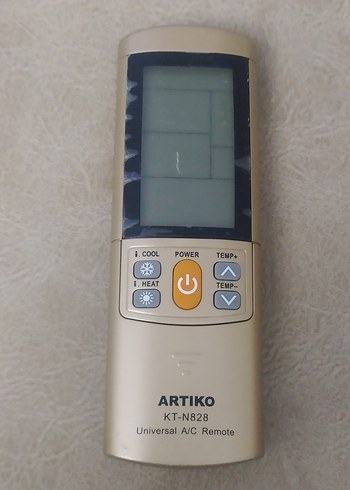 i. COOL POWER TEMP+
i. HEAT TEMP−
ARTIKO
KT-N828
Universal A/C Remote